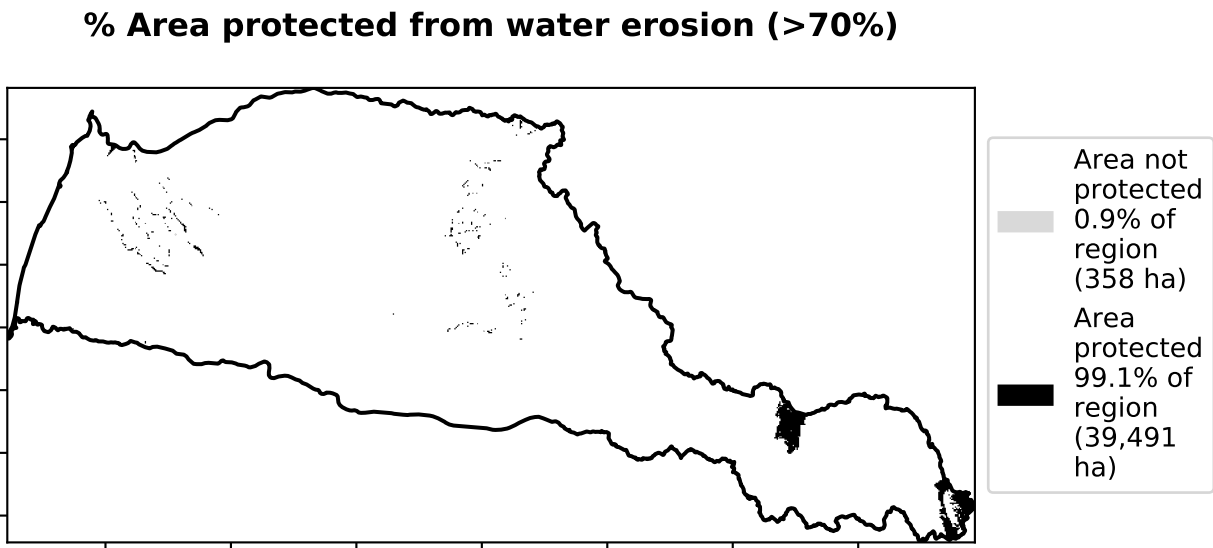 % Area protected from water erosion (>70%)
Area not
protected
0.9% of
region
(358 ha)
Area
protected
99.1% of
region
(39,491
ha)